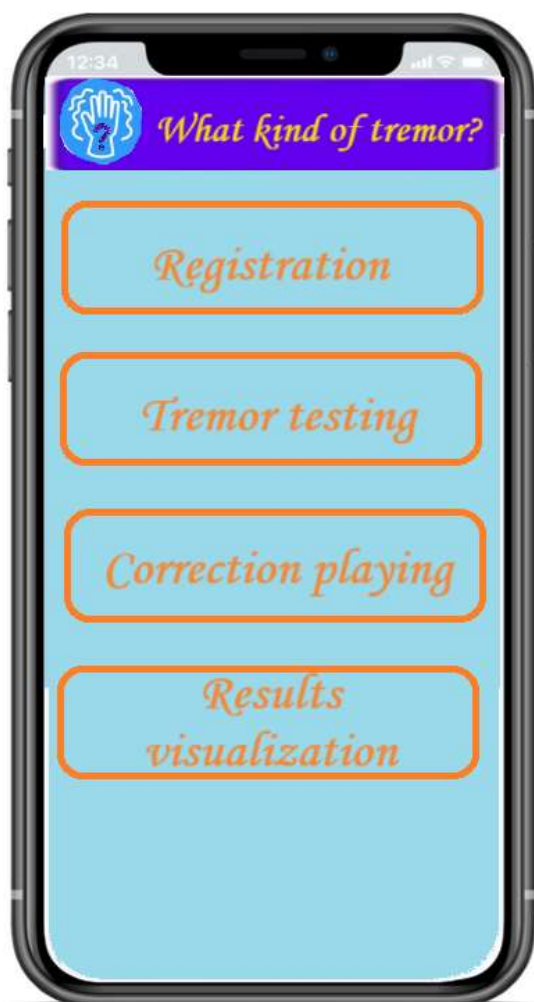 12:34
?
What kind of tremor?
Registration
Tremor testing
Correction playing
Results
visualization